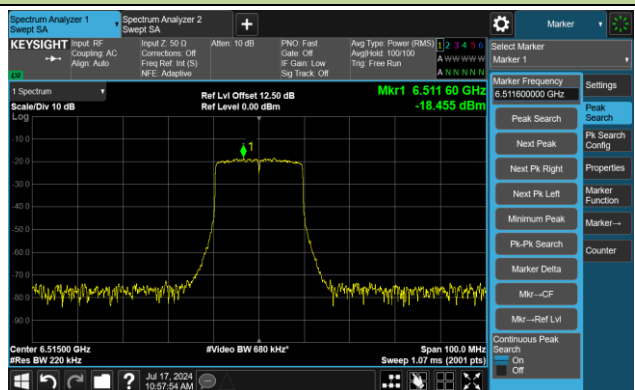 Spectrum Analyzer 1
Swept SA
Spectrum Analyzer 2
Swept SA
Marker
KEYSIGHT
Input: RF
Coupling: AC
Align: Auto
Input Z: 50 Ω
Corrections: Off
Freq Ref: Int (S)
NFE: Adaptive
Atten: 10 dB
PNO: Fast
Gate: Off
IF Gain: Low
Sig Track: Off
Avg Type: Power (RMS)
Avg|Hold: 100/100
Trig: Free Run
1 2 3 4 5 6
A W W W W W
A N N N N N
Select Marker
Marker 1
1 Spectrum
Scale/Div 10 dB
Log
Ref Lvl Offset 12.50 dB
Ref Level 0.00 dBm
Mkr1 6.511 60 GHz
-18.455 dBm
-10.0
-20.0
-30.0
-40.0
-50.0
-60.0
-70.0
-80.0
-90.0
1
Center 6.51500 GHz
#Res BW 220 kHz
#Video BW 680 kHz*
Span 100.0 MHz
Sweep 1.07 ms (2001 pts)
Marker Frequency
6.511600000 GHz
Peak Search
Next Peak
Next Pk Right
Next Pk Left
Minimum Peak
Pk-Pk Search
Marker Delta
Mkr→CF
Mkr→Ref Lvl
Continuous Peak
Search
On
Off
Settings
Peak
Search
Pk Search
Config
Properties
Marker
Function
Marker→
Counter
?
Jul 17, 2024
10:57:54 AM